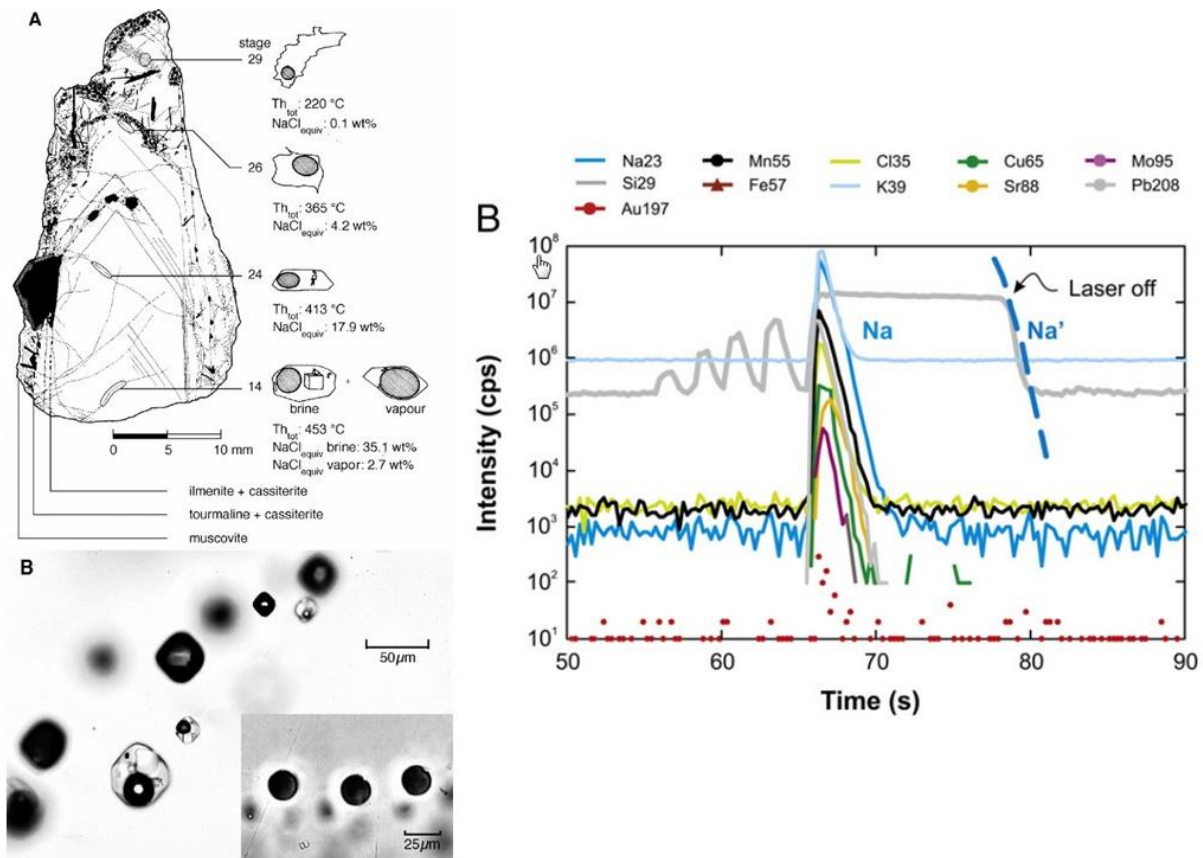 A
stage
29
Th_tot: 220 °C
NaCl_equiv: 0.1 wt%
26
Th_tot: 365 °C
NaCl_equiv: 4.2 wt%
24
Th_tot: 413 °C
NaCl_equiv: 17.9 wt%
14
+
brine vapour
Th_tot: 453 °C
NaCl_equiv brine: 35.1 wt%
NaCl_equiv vapor: 2.7 wt%
0 5 10 mm
ilmenite + cassiterite
tourmaline + cassiterite
muscovite
B
50 µm
25 µm
Na23 Mn55 Cl35 Cu65 Mo95
Si29 Fe57 K39 Sr88 Pb208
Au197
B
Intensity (cps)
10^8
10^7
10^6
10^5
10^4
10^3
10^2
10^1
Laser off
Na Na'
50 60 70 80 90
Time (s)